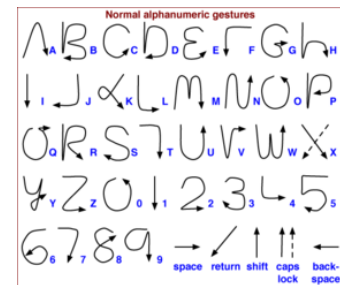 Normal alphanumeric gestures
A B C D E F G H
I J K L M N O P
Q R S T U V W X
Y Z 0 1 2 3 4 5
6 7 8 9 space return shift caps lock back-space